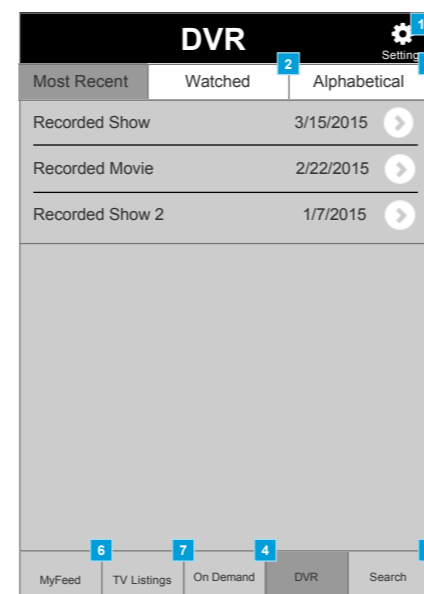 DVR
1
Setting
2
Most Recent Watched Alphabetical
Recorded Show 3/15/2015
Recorded Movie 2/22/2015
Recorded Show 2 1/7/2015
6 7 4
MyFeed TV Listings On Demand DVR Search